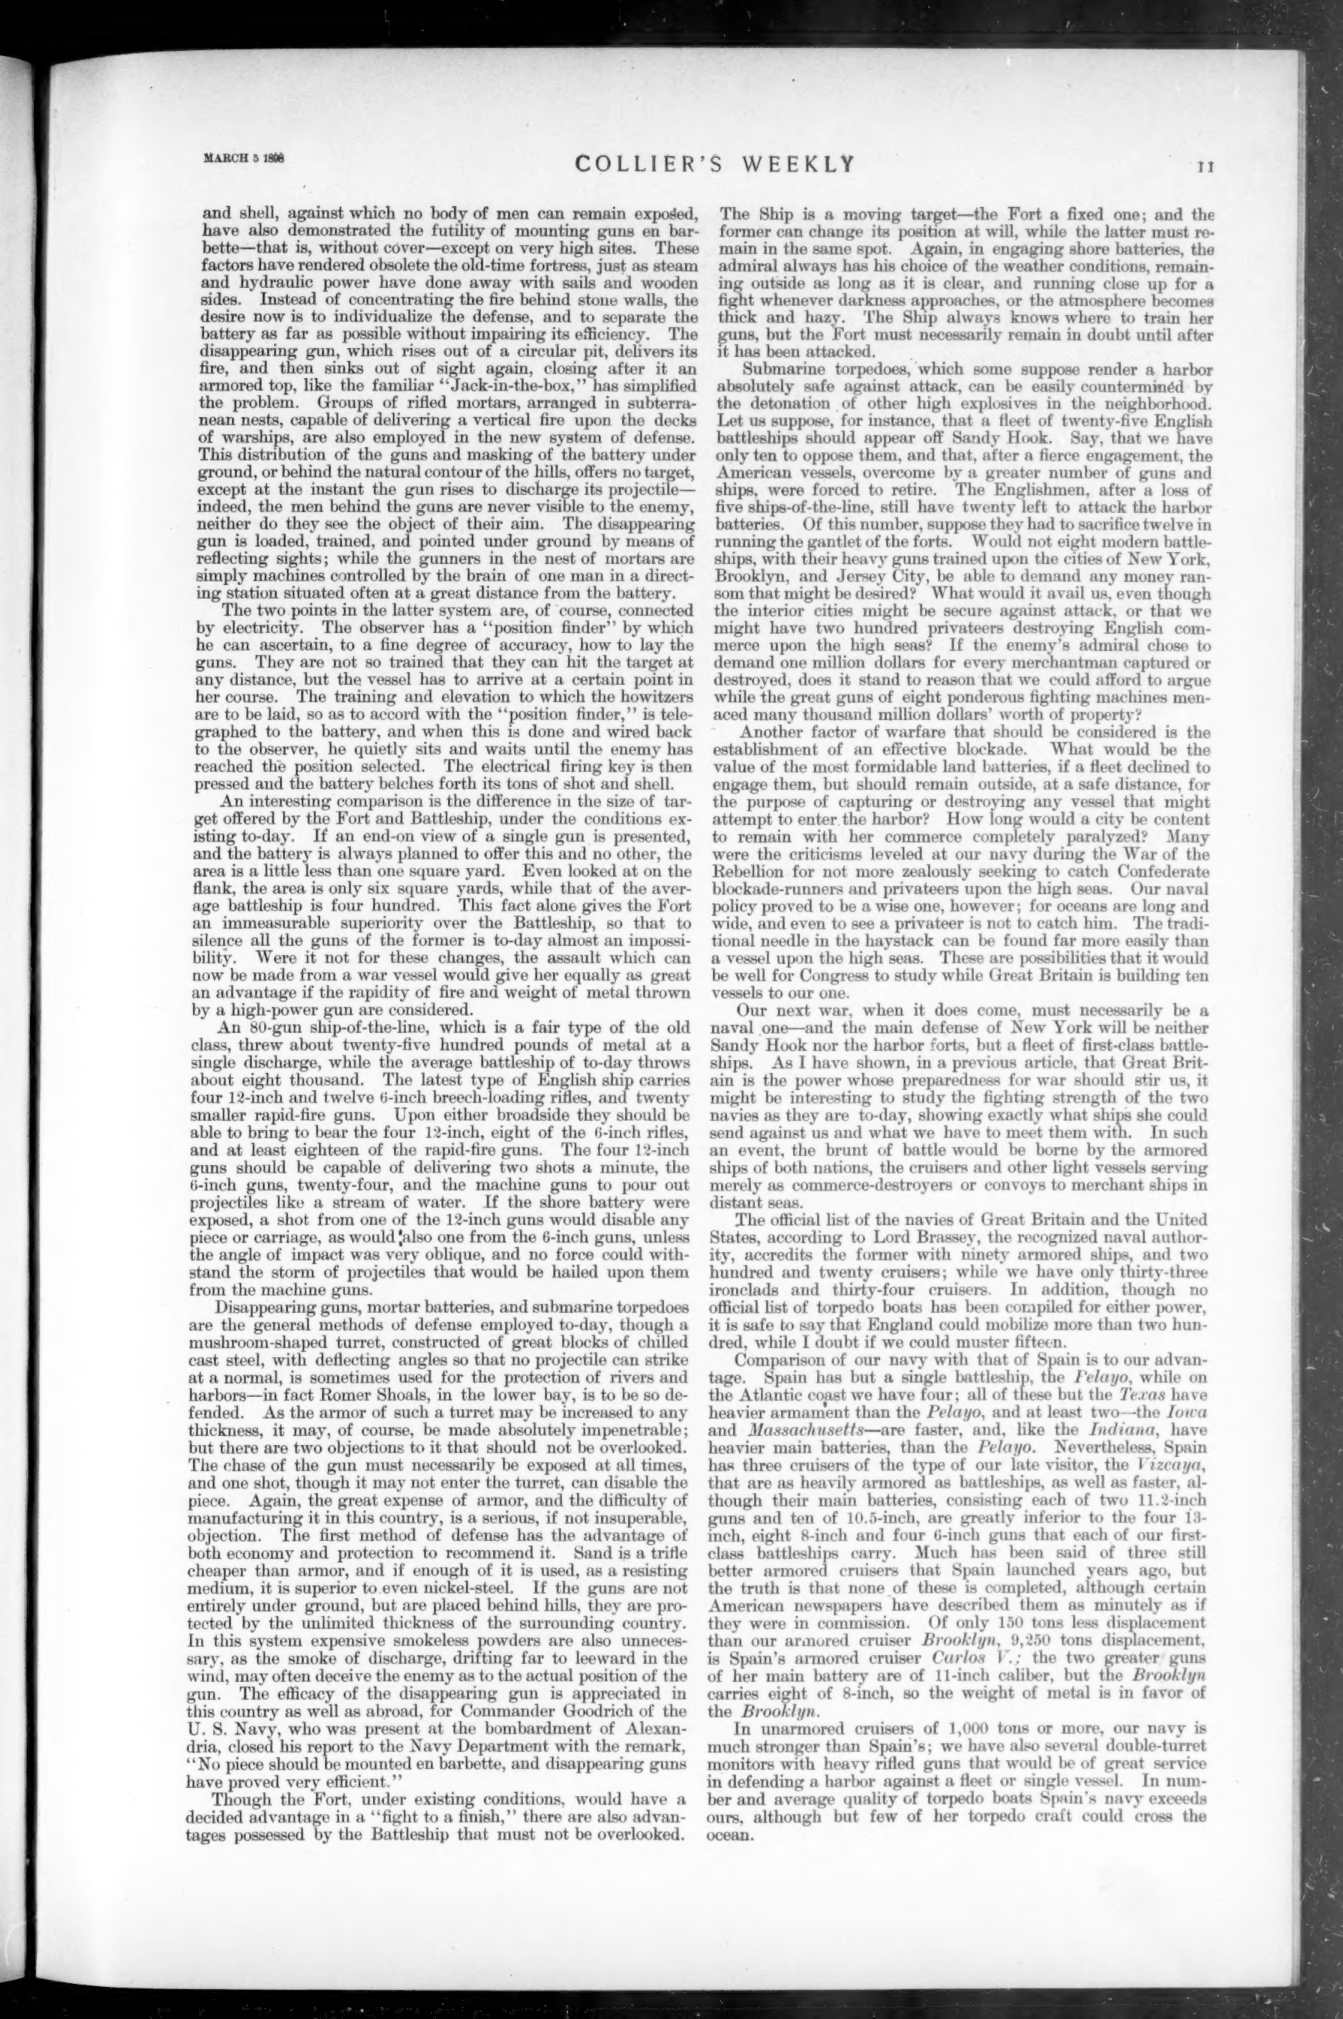 MARCH 5 1898
COLLIER'S WEEKLY
11
and shell, against which no body of men can remain exposed,
have also demonstrated the futility of mounting guns en bar-
bette—that is, without cover—except on very high sites. These
factors have rendered obsolete the old-time fortress, just as steam
and hydraulic power have done away with sails and wooden
sides. Instead of concentrating the fire behind stone walls, the
desire now is to individualize the defense, and to separate the
battery as far as possible without impairing its efficiency. The
disappearing gun, which rises out of a circular pit, delivers its
fire, and then sinks out of sight again, closing after it an
armored top, like the familiar "Jack-in-the-box," has simplified
the problem. Groups of rifled mortars, arranged in subterra-
nean nests, capable of delivering a vertical fire upon the decks
of warships, are also employed in the new system of defense.
This distribution of the guns and masking of the battery under
ground, or behind the natural contour of the hills, offers no target,
except at the instant the gun rises to discharge its projectile—
indeed, the men behind the guns are never visible to the enemy,
neither do they see the object of their aim. The disappearing
gun is loaded, trained, and pointed under ground by means of
reflecting sights; while the gunners in the nest of mortars are
simply machines controlled by the brain of one man in a direct-
ing station situated often at a great distance from the battery.
The two points in the latter system are, of course, connected
by electricity. The observer has a "position finder" by which
he can ascertain, to a fine degree of accuracy, how to lay the
guns. They are not so trained that they can hit the target at
any distance, but the vessel has to arrive at a certain point in
her course. The training and elevation to which the howitzers
are to be laid, so as to accord with the "position finder," is tele-
graphed to the battery, and when this is done and wired back
to the observer, he quietly sits and waits until the enemy has
reached the position selected. The electrical firing key is then
pressed and the battery belches forth its tons of shot and shell.
An interesting comparison is the difference in the size of tar-
get offered by the Fort and Battleship, under the conditions ex-
isting to-day. If an end-on view of a single gun is presented,
and the battery is always planned to offer this and no other, the
area is a little less than one square yard. Even looked at on the
flank, the area is only six square yards, while that of the aver-
age battleship is four hundred. This fact alone gives the Fort
an immeasurable superiority over the Battleship, so that to
silence all the guns of the former is to-day almost an impossi-
bility. Were it not for these changes, the assault which can
now be made from a war vessel would give her equally as great
an advantage if the rapidity of fire and weight of metal thrown
by a high-power gun are considered.
An 80-gun ship-of-the-line, which is a fair type of the old
class, threw about twenty-five hundred pounds of metal at a
single discharge, while the average battleship of to-day throws
about eight thousand. The latest type of English ship carries
four 12-inch and twelve 6-inch breech-loading rifles, and twenty
smaller rapid-fire guns. Upon either broadside they should be
able to bring to bear the four 12-inch, eight of the 6-inch rifles,
and at least eighteen of the rapid-fire guns. The four 12-inch
guns should be capable of delivering two shots a minute, the
6-inch guns, twenty-four, and the machine guns to pour out
projectiles like a stream of water. If the shore battery were
exposed, a shot from one of the 12-inch guns would disable any
piece or carriage, as would also one from the 6-inch guns, unless
the angle of impact was very oblique, and no force could with-
stand the storm of projectiles that would be hailed upon them
from the machine guns.
Disappearing guns, mortar batteries, and submarine torpedoes
are the general methods of defense employed to-day, though a
mushroom-shaped turret, constructed of great blocks of chilled
cast steel, with deflecting angles so that no projectile can strike
at a normal, is sometimes used for the protection of rivers and
harbors—in fact Romer Shoals, in the lower bay, is to be so de-
fended. As the armor of such a turret may be increased to any
thickness, it may, of course, be made absolutely impenetrable;
but there are two objections to it that should not be overlooked.
The chase of the gun must necessarily be exposed at all times,
and one shot, though it may not enter the turret, can disable the
piece. Again, the great expense of armor, and the difficulty of
manufacturing it in this country, is a serious, if not insuperable,
objection. The first method of defense has the advantage of
both economy and protection to recommend it. Sand is a trifle
cheaper than armor, and if enough of it is used, as a resisting
medium, it is superior to even nickel-steel. If the guns are not
entirely under ground, but are placed behind hills, they are pro-
tected by the unlimited thickness of the surrounding country.
In this system expensive smokeless powders are also unneces-
sary, as the smoke of discharge, drifting far to leeward in the
wind, may often deceive the enemy as to the actual position of the
gun. The efficacy of the disappearing gun is appreciated in
this country as well as abroad, for Commander Goodrich of the
U. S. Navy, who was present at the bombardment of Alexan-
dria, closed his report to the Navy Department with the remark,
"No piece should be mounted en barbette, and disappearing guns
have proved very efficient."
Though the Fort, under existing conditions, would have a
decided advantage in a "fight to a finish," there are also advan-
tages possessed by the Battleship that must not be overlooked.
The Ship is a moving target—the Fort a fixed one; and the
former can change its position at will, while the latter must re-
main in the same spot. Again, in engaging shore batteries, the
admiral always has his choice of the weather conditions, remain-
ing outside as long as it is clear, and running close up for a
fight whenever darkness approaches, or the atmosphere becomes
thick and hazy. The Ship always knows where to train her
guns, but the Fort must necessarily remain in doubt until after
it has been attacked.
Submarine torpedoes, which some suppose render a harbor
absolutely safe against attack, can be easily countermined by
the detonation of other high explosives in the neighborhood.
Let us suppose, for instance, that a fleet of twenty-five English
battleships should appear off Sandy Hook. Say, that we have
only ten to oppose them, and that, after a fierce engagement, the
American vessels, overcome by a greater number of guns and
ships, were forced to retire. The Englishmen, after a loss of
five ships-of-the-line, still have twenty left to attack the harbor
batteries. Of this number, suppose they had to sacrifice twelve in
running the gantlet of the forts. Would not eight modern battle-
ships, with their heavy guns trained upon the cities of New York,
Brooklyn, and Jersey City, be able to demand any money ran-
som that might be desired? What would it avail us, even though
the interior cities might be secure against attack, or that we
might have two hundred privateers destroying English com-
merce upon the high seas? If the enemy's admiral chose to
demand one million dollars for every merchantman captured or
destroyed, does it stand to reason that we could afford to argue
while the great guns of eight ponderous fighting machines men-
aced many thousand million dollars' worth of property?
Another factor of warfare that should be considered is the
establishment of an effective blockade. What would be the
value of the most formidable land batteries, if a fleet declined to
engage them, but should remain outside, at a safe distance, for
the purpose of capturing or destroying any vessel that might
attempt to enter the harbor? How long would a city be content
to remain with her commerce completely paralyzed? Many
were the criticisms leveled at our navy during the War of the
Rebellion for not more zealously seeking to catch Confederate
blockade-runners and privateers upon the high seas. Our naval
policy proved to be a wise one, however; for oceans are long and
wide, and even to see a privateer is not to catch him. The tradi-
tional needle in the haystack can be found far more easily than
a vessel upon the high seas. These are possibilities that it would
be well for Congress to study while Great Britain is building ten
vessels to our one.
Our next war, when it does come, must necessarily be a
naval one—and the main defense of New York will be neither
Sandy Hook nor the harbor forts, but a fleet of first-class battle-
ships. As I have shown, in a previous article, that Great Brit-
ain is the power whose preparedness for war should stir us, it
might be interesting to study the fighting strength of the two
navies as they are to-day, showing exactly what ships she could
send against us and what we have to meet them with. In such
an event, the brunt of battle would be borne by the armored
ships of both nations, the cruisers and other light vessels serving
merely as commerce-destroyers or convoys to merchant ships in
distant seas.
The official list of the navies of Great Britain and the United
States, according to Lord Brassey, the recognized naval author-
ity, accredits the former with ninety armored ships, and two
hundred and twenty cruisers; while we have only thirty-three
ironclads and thirty-four cruisers. In addition, though no
official list of torpedo boats has been compiled for either power,
it is safe to say that England could mobilize more than two hun-
dred, while I doubt if we could muster fifteen.
Comparison of our navy with that of Spain is to our advan-
tage. Spain has but a single battleship, the Pelayo, while on
the Atlantic coast we have four; all of these but the Texas have
heavier armament than the Pelayo, and at least two—the Iowa
and Massachusetts—are faster, and, like the Indiana, have
heavier main batteries, than the Pelayo. Nevertheless, Spain
has three cruisers of the type of our late visitor, the Vizcaya,
that are as heavily armored as battleships, as well as faster, al-
though their main batteries, consisting each of two 11.2-inch
guns and ten of 10.5-inch, are greatly inferior to the four 13-
inch, eight 8-inch and four 6-inch guns that each of our first-
class battleships carry. Much has been said of three still
better armored cruisers that Spain launched years ago, but
the truth is that none of these is completed, although certain
American newspapers have described them as minutely as if
they were in commission. Of only 150 tons less displacement
than our armored cruiser Brooklyn, 9,250 tons displacement,
is Spain's armored cruiser Carlos V.; the two greater guns
of her main battery are of 11-inch caliber, but the Brooklyn
carries eight of 8-inch, so the weight of metal is in favor of
the Brooklyn.
In unarmored cruisers of 1,000 tons or more, our navy is
much stronger than Spain's; we have also several double-turret
monitors with heavy rifled guns that would be of great service
in defending a harbor against a fleet or single vessel. In num-
ber and average quality of torpedo boats Spain's navy exceeds
ours, although but few of her torpedo craft could cross the
ocean.